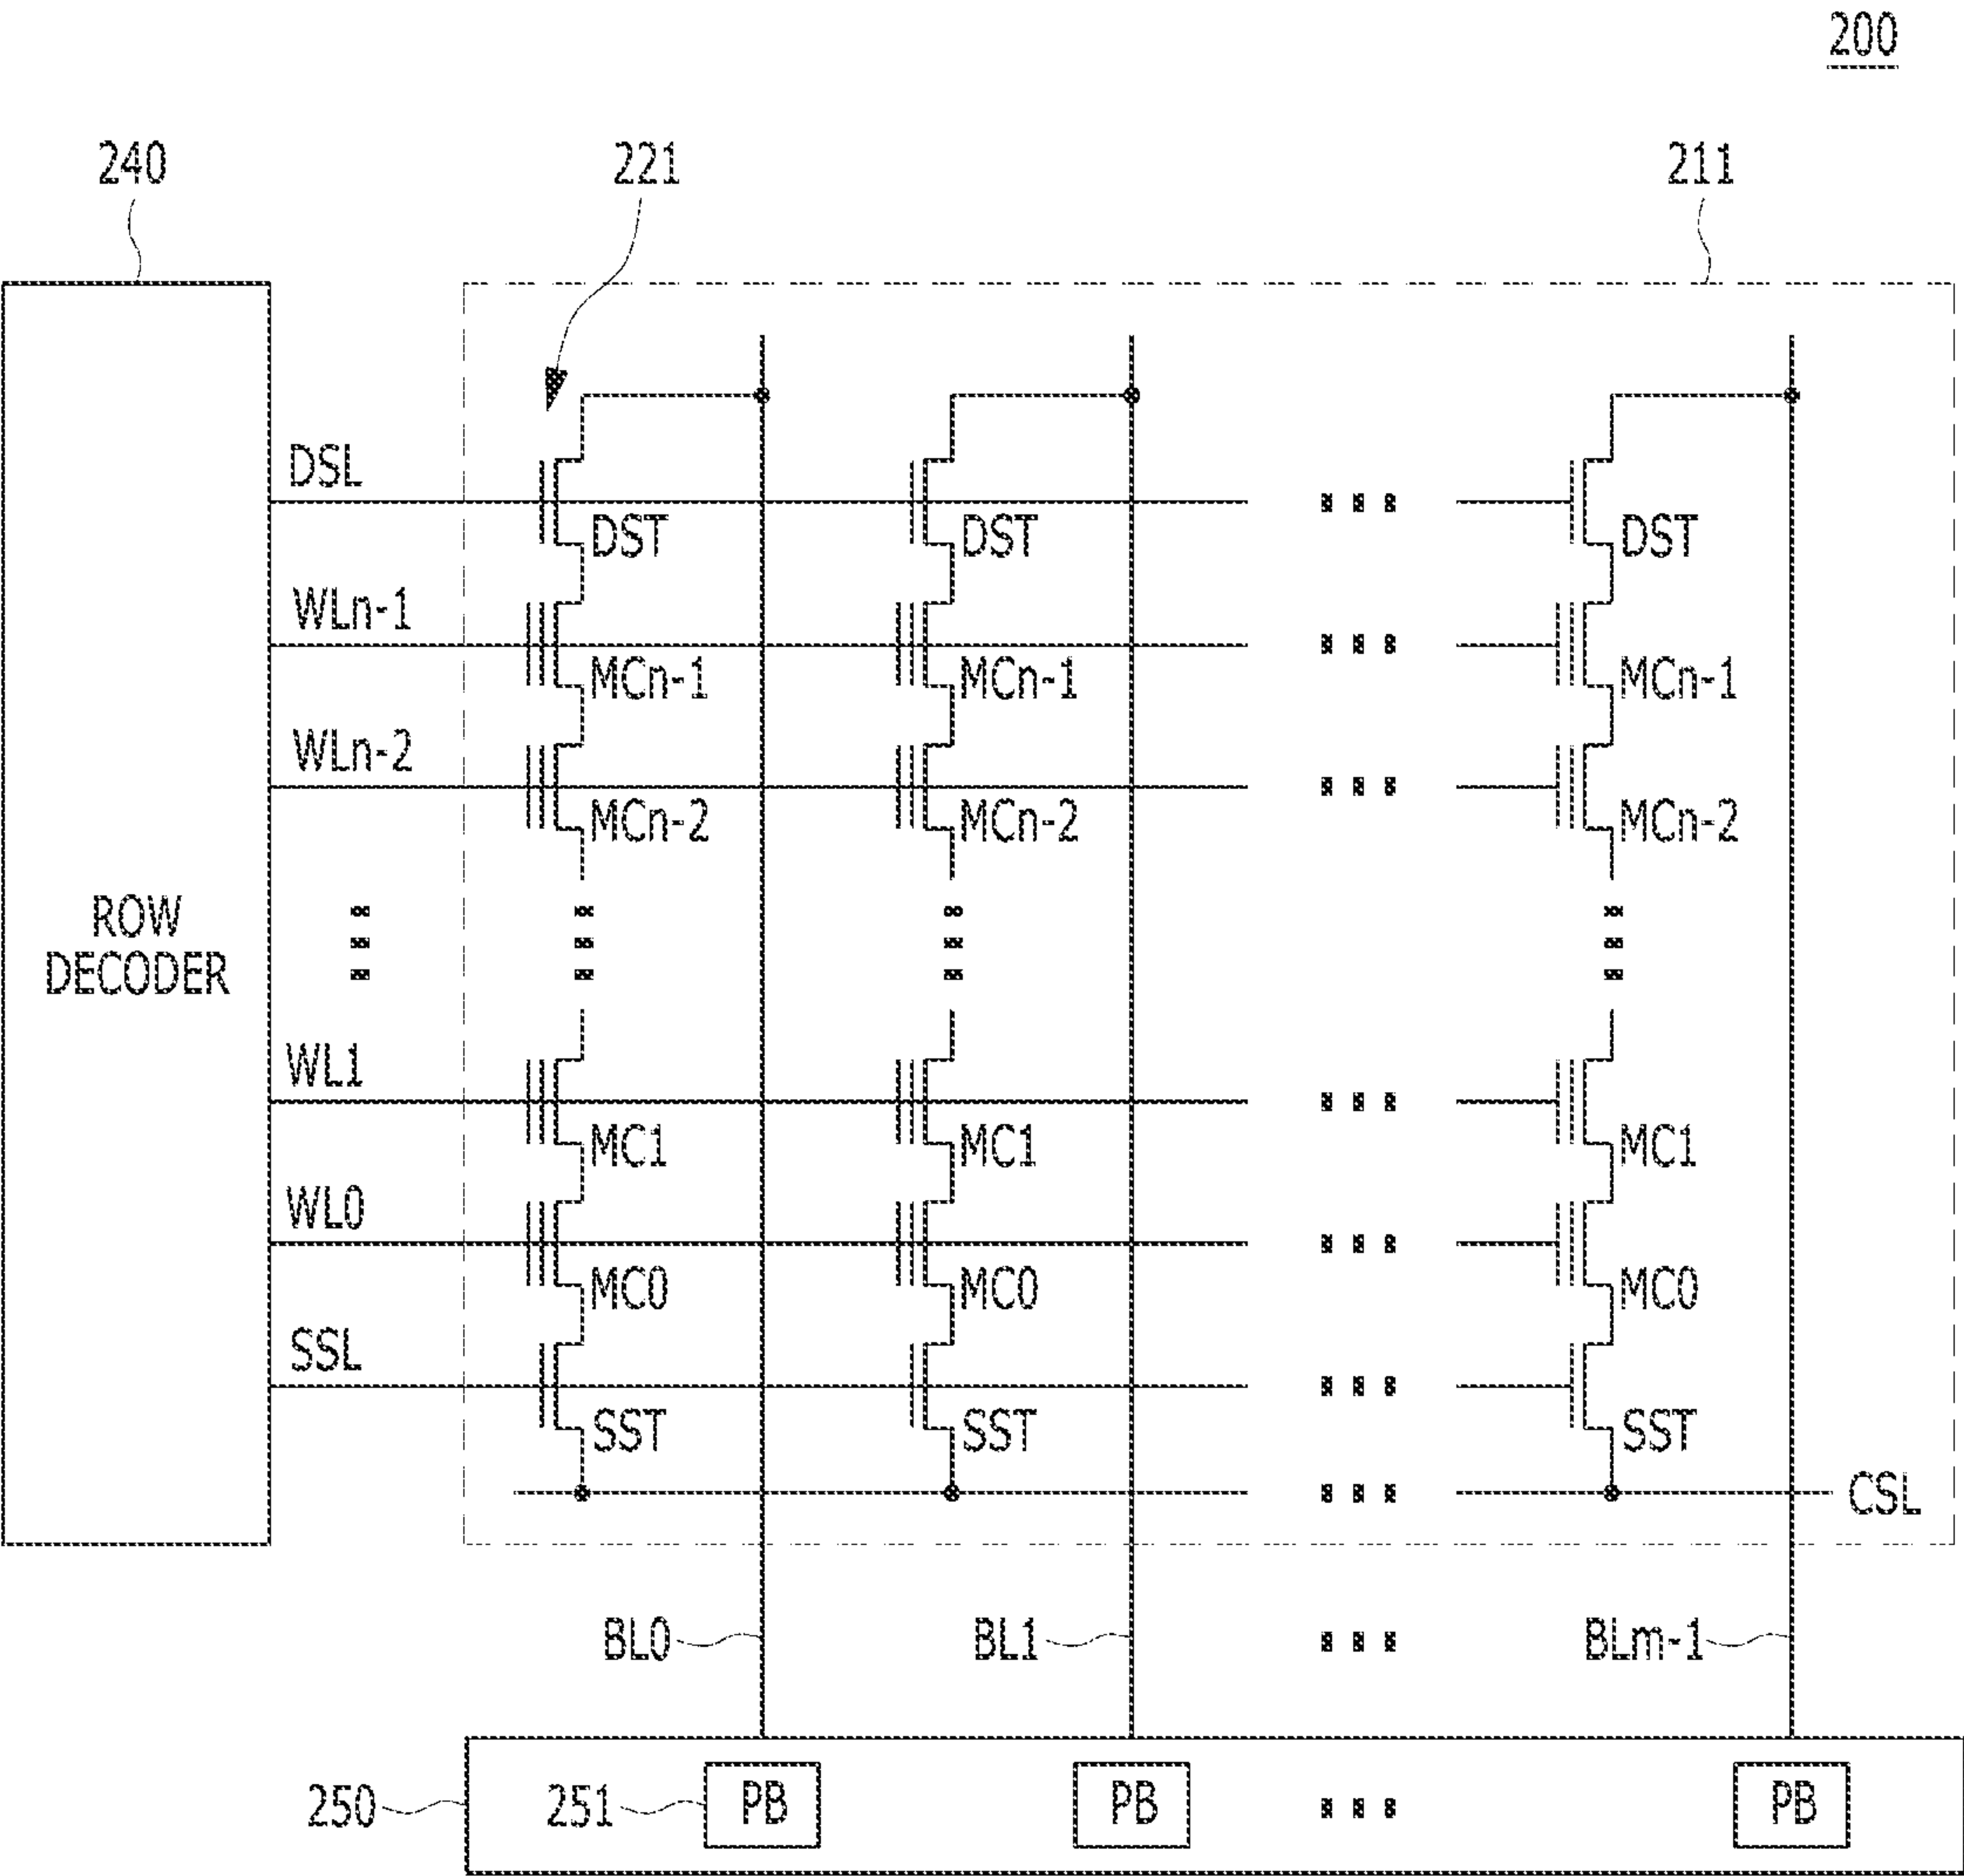 200
240
221
211
DSL
DST DST DST
WLn-1
MCn-1 MCn-1 MCn-1
WLn-2
MCn-2 MCn-2 MCn-2
ROW
DECODER
WL1
MC1 MC1 MC1
WL0
MC0 MC0 MC0
SSL
SST SST SST
CSL
BL0 BL1 BLm-1
250 251 PB PB PB